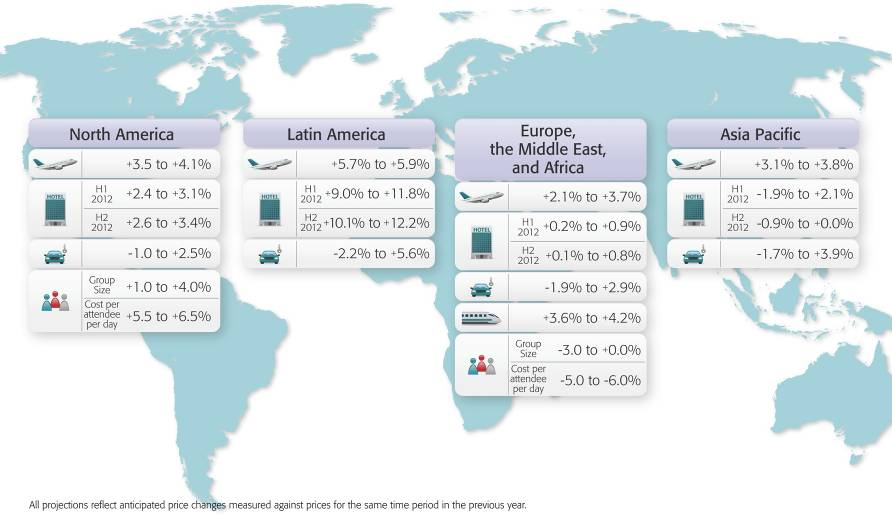 North America
+3.5 to +4.1%
HOTEL
H1
2012
+2.4 to +3.1%
H2
2012
+2.6 to +3.4%
-1.0 to +2.5%
Group
Size
+1.0 to +4.0%
Cost per
attendee
per day
+5.5 to +6.5%
Latin America
+5.7% to +5.9%
HOTEL
H1
2012
+9.0% to +11.8%
H2
2012
+10.1% to +12.2%
-2.2% to +5.6%
Europe,
the Middle East,
and Africa
+2.1% to +3.7%
HOTEL
H1
2012
+0.2% to +0.9%
H2
2012
+0.1% to +0.8%
-1.9% to +2.9%
+3.6% to +4.2%
Group
Size
-3.0 to +0.0%
Cost per
attendee
per day
-5.0 to -6.0%
Asia Pacific
+3.1% to +3.8%
HOTEL
H1
2012
-1.9% to +2.1%
H2
2012
-0.9% to +0.0%
-1.7% to +3.9%
All projections reflect anticipated price changes measured against prices for the same time period in the previous year.